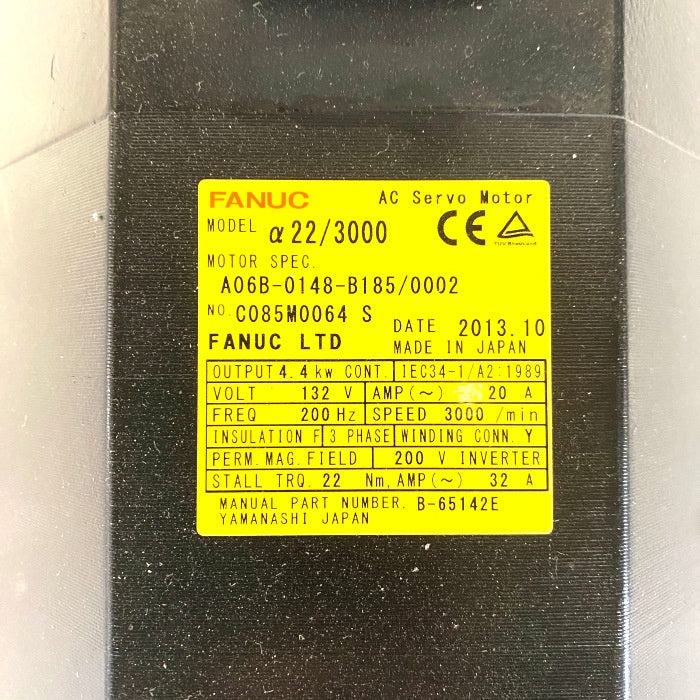 FANUC AC Servo Motor
MODEL α22/3000 CE
TÜV Rheinland
MOTOR SPEC.
A06B-0148-B185/0002
NO. C085M0064 S
DATE 2013.10
FANUC LTD MADE IN JAPAN
OUTPUT 4.4 kw CONT. IEC34-1/A2:1989
VOLT 132 V AMP(~) 20 A
FREQ 200 Hz SPEED 3000 /min
INSULATION F 3 PHASE WINDING CONN. Y
PERM. MAG. FIELD 200 V INVERTER
STALL TRQ. 22 Nm, AMP(~) 32 A
MANUAL PART NUMBER. B-65142E
YAMANASHI JAPAN